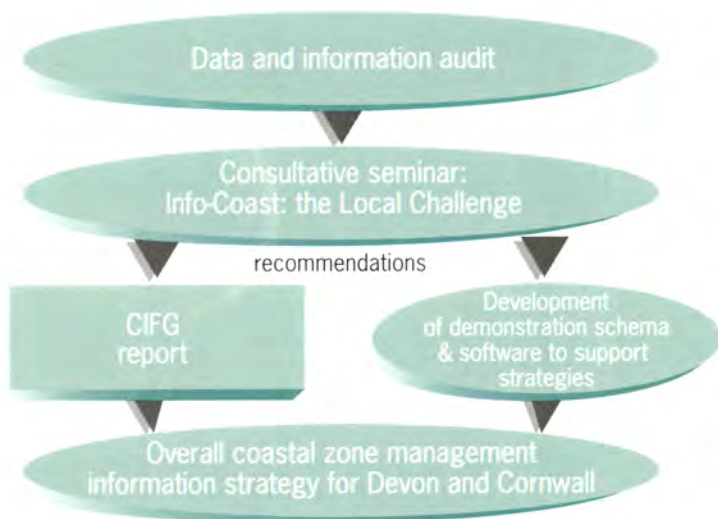 Data and information audit
Consultative seminar:
Info-Coast: the Local Challenge
recommendations
CIFG
report
Development
of demonstration schema
& software to support
strategies
Overall coastal zone management
information strategy for Devon and Cornwall